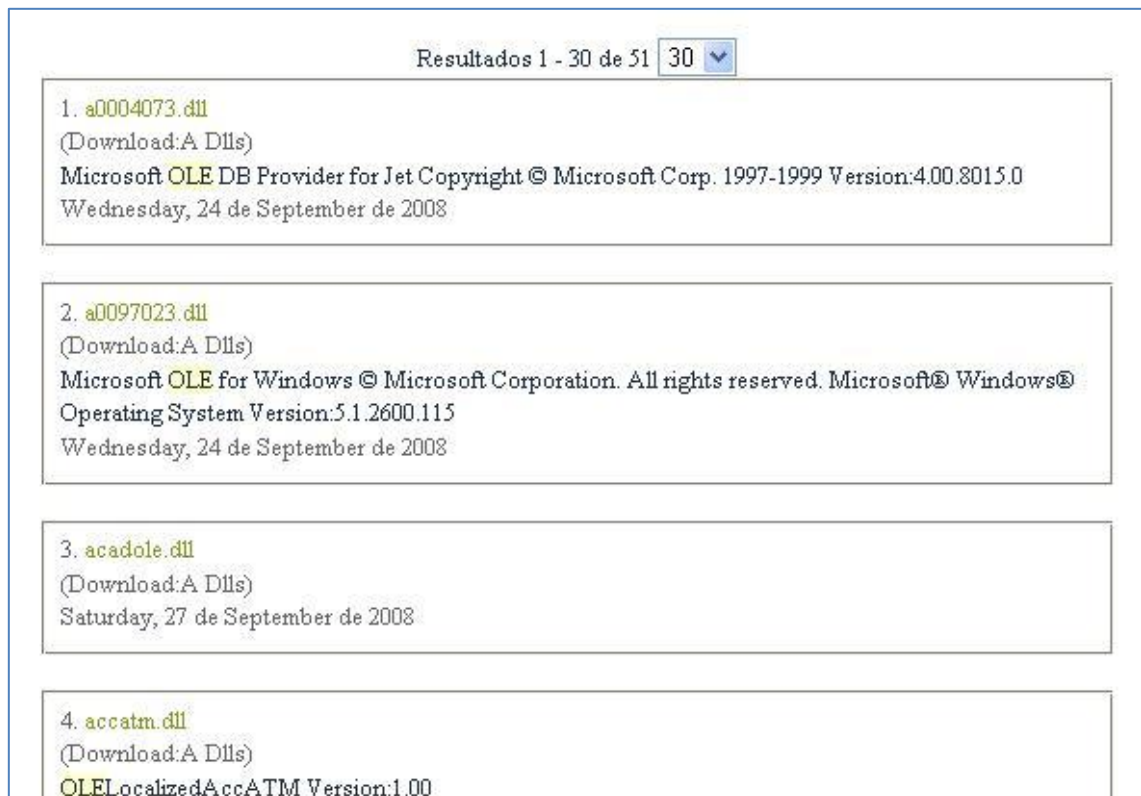 Resultados 1 - 30 de 51 30
1. a0004073.dll
(Download:A Dlls)
Microsoft OLE DB Provider for Jet Copyright © Microsoft Corp. 1997-1999 Version:4.00.8015.0
Wednesday, 24 de September de 2008
2. a0097023.dll
(Download:A Dlls)
Microsoft OLE for Windows © Microsoft Corporation. All rights reserved. Microsoft® Windows®
Operating System Version:5.1.2600.115
Wednesday, 24 de September de 2008
3. acadole.dll
(Download:A Dlls)
Saturday, 27 de September de 2008
4. accatm.dll
(Download:A Dlls)
OLELocalizedAccATM Version:1.00